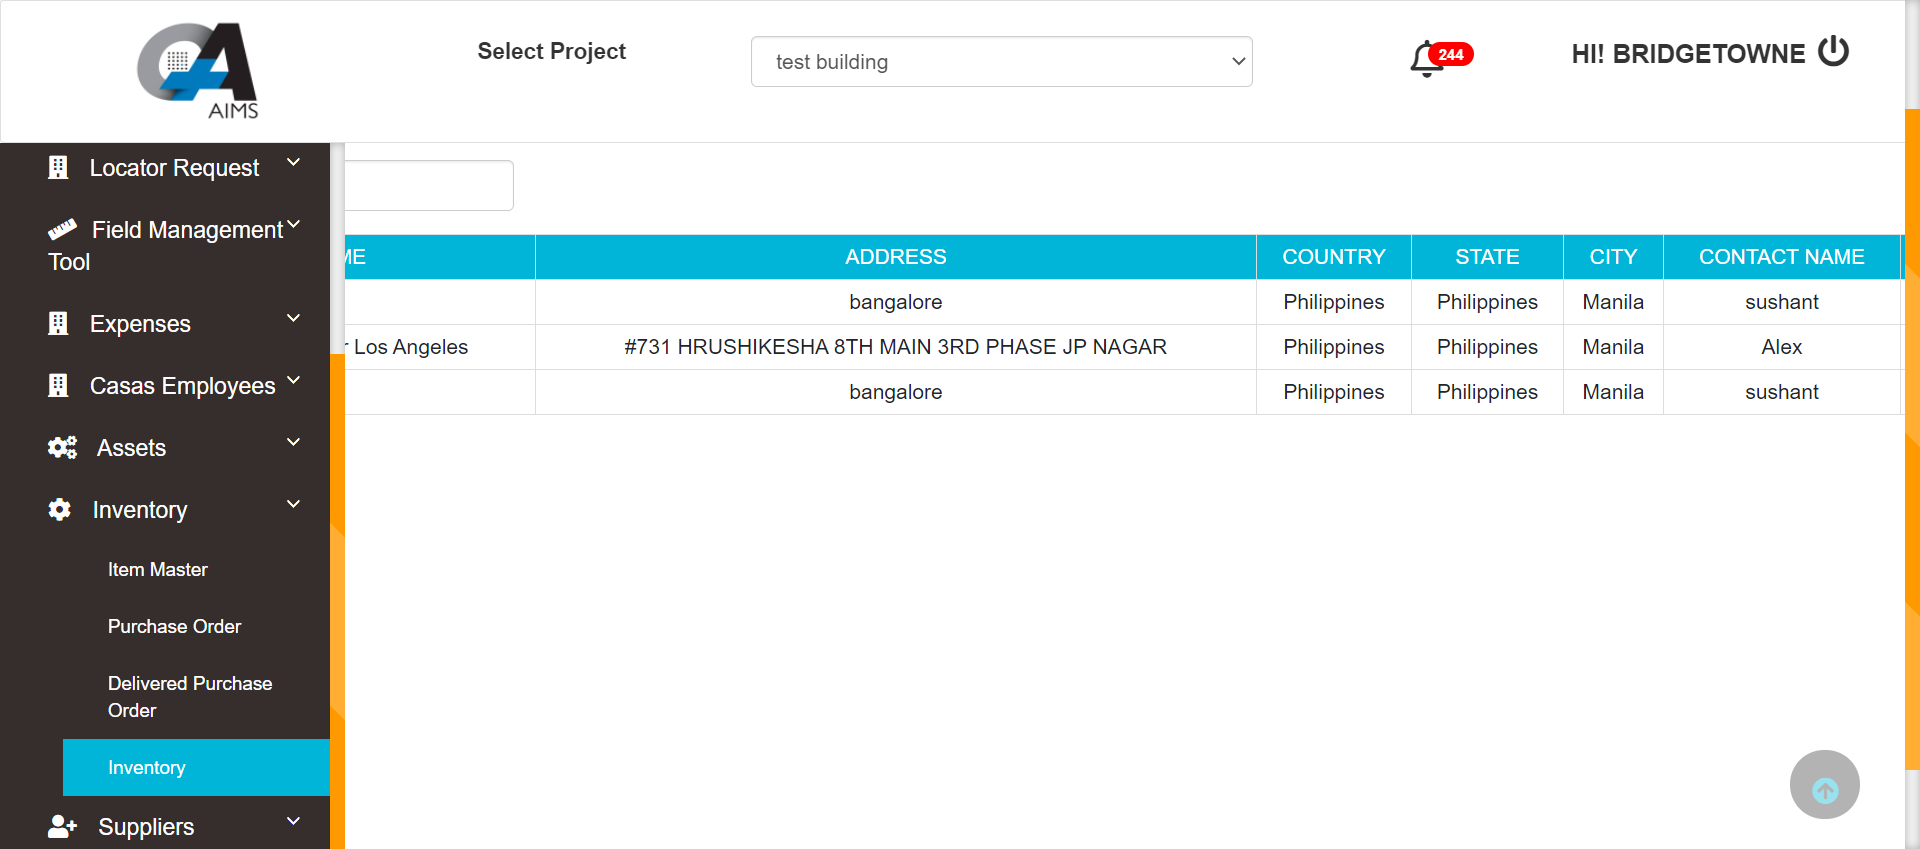 AIMS
Select Project
test building
244
HI! BRIDGETOWNE
Locator Request
Field Management
Tool
Expenses
Casas Employees
Assets
Inventory
Item Master
Purchase Order
Delivered Purchase
Order
Inventory
Suppliers
ADDRESS COUNTRY STATE CITY CONTACT NAME
bangalore Philippines Philippines Manila sushant
Los Angeles #731 HRUSHIKESHA 8TH MAIN 3RD PHASE JP NAGAR Philippines Philippines Manila Alex
bangalore Philippines Philippines Manila sushant